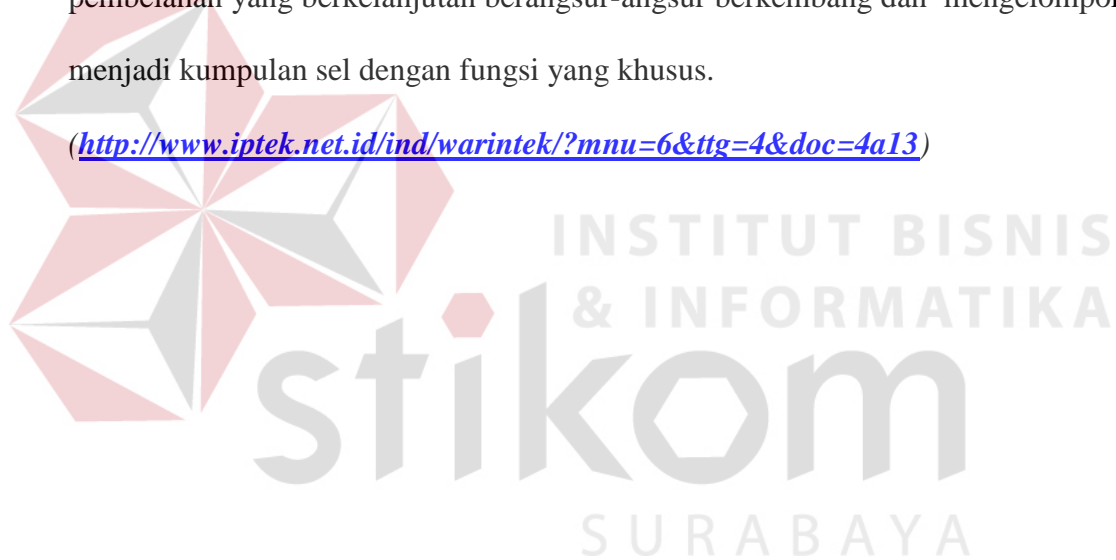 pembelahan yang berkelanjutan berangsur-angsur berkembang dan mengelompok
menjadi kumpulan sel dengan fungsi yang khusus.
(http://www.iptek.net.id/ind/warintek/?mnu=6&ttg=4&doc=4a13)
INSTITUT BISNIS
& INFORMATIKA
stikom
SURABAYA